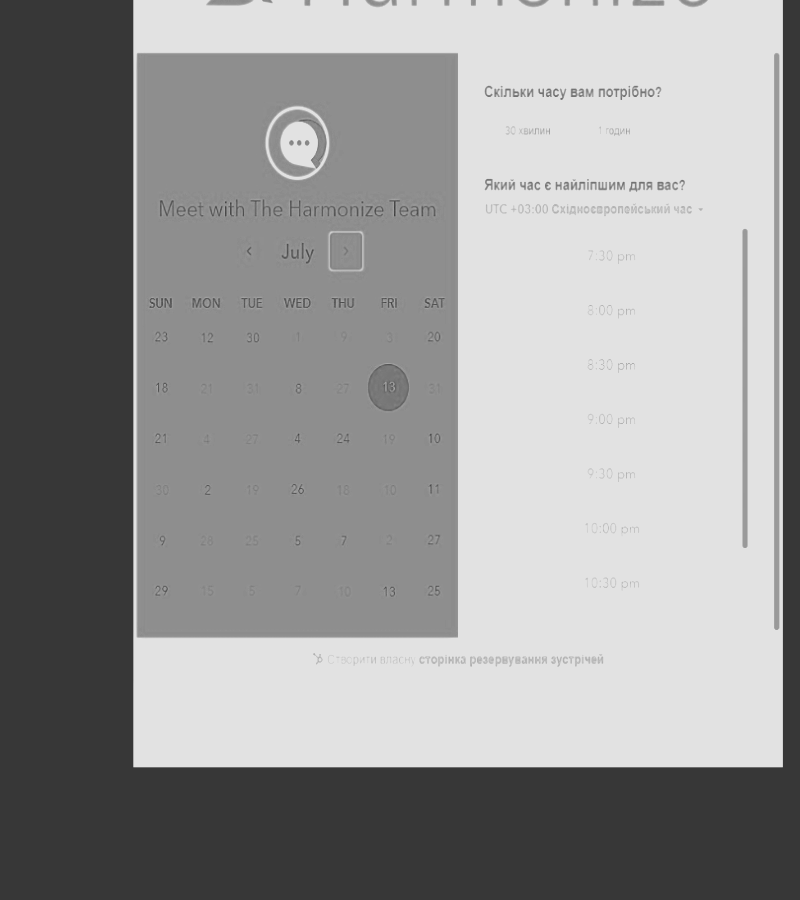 Harmonize
Meet with The Harmonize Team
July
SUN MON TUE WED THU FRI SAT
23 12 30 1 9 31 20
18 21 31 8 27 13 31
21 4 27 4 24 19 10
30 2 19 26 18 10 11
9 28 25 5 7 2 27
29 15 5 7 10 13 25
Скільки часу вам потрібно?
30 хвилин 1 годин
Який час є найліпшим для вас?
UTC +03:00 Східноєвропейський час
7:30 pm
8:00 pm
8:30 pm
9:00 pm
9:30 pm
10:00 pm
10:30 pm
Створити власну сторінка резервування зустрічей